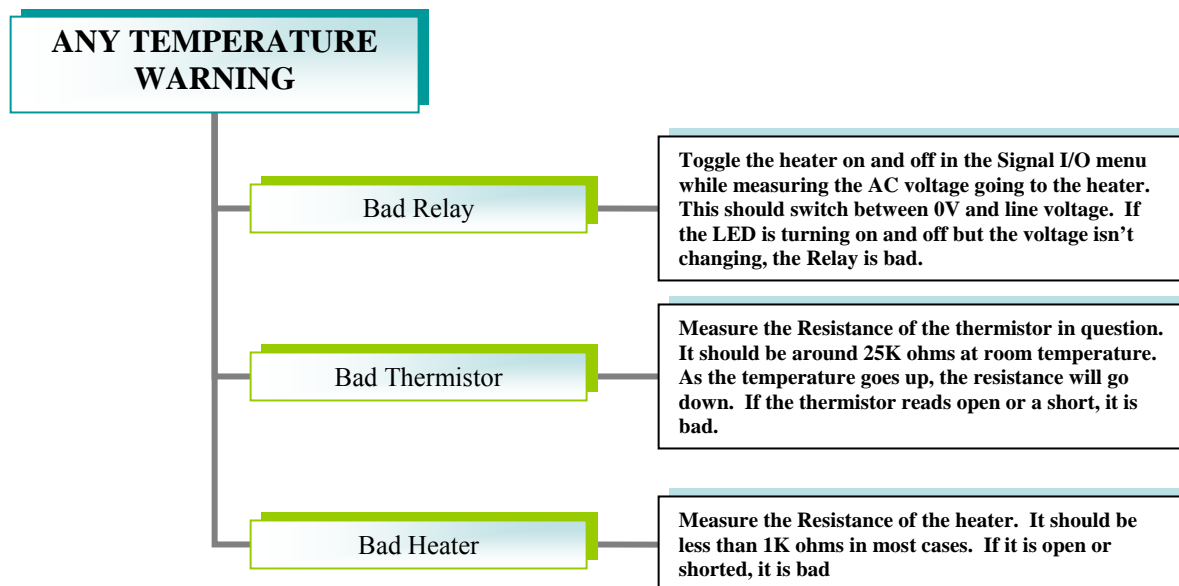 ANY TEMPERATURE
WARNING
Bad Relay
Toggle the heater on and off in the Signal I/O menu
while measuring the AC voltage going to the heater.
This should switch between 0V and line voltage.  If
the LED is turning on and off but the voltage isn’t
changing, the Relay is bad.
Bad Thermistor
Measure the Resistance of the thermistor in question.
It should be around 25K ohms at room temperature.
As the temperature goes up, the resistance will go
down.  If the thermistor reads open or a short, it is
bad.
Bad Heater
Measure the Resistance of the heater.  It should be
less than 1K ohms in most cases.  If it is open or
shorted, it is bad